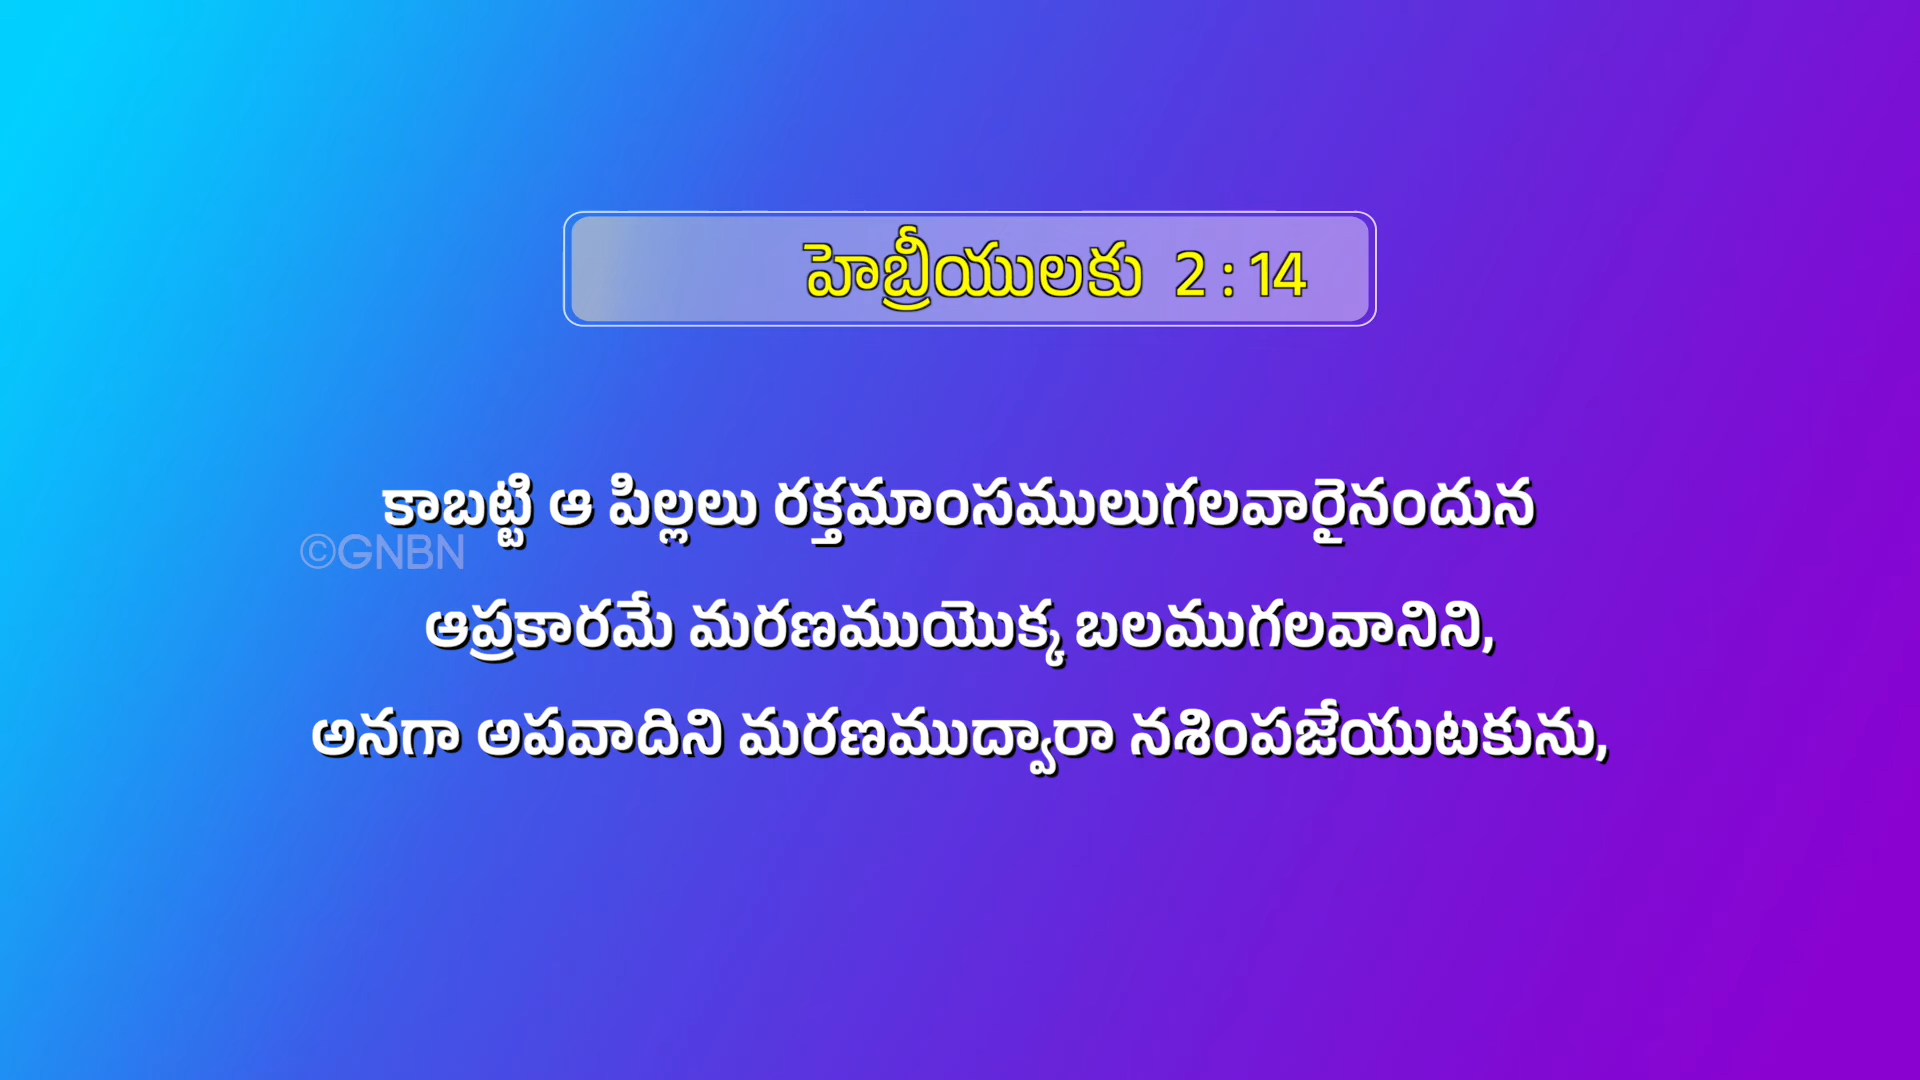 హెబ్రీయులకు 2 : 14
కాబట్టి ఆ పిల్లలు రక్తమాంసములుగలవారైనందున
©GNBN
ఆప్రకారమే మరణముయొక్క బలముగలవానిని,
అనగా అపవాదిని మరణముద్వారా నశింపజేయుటకును,